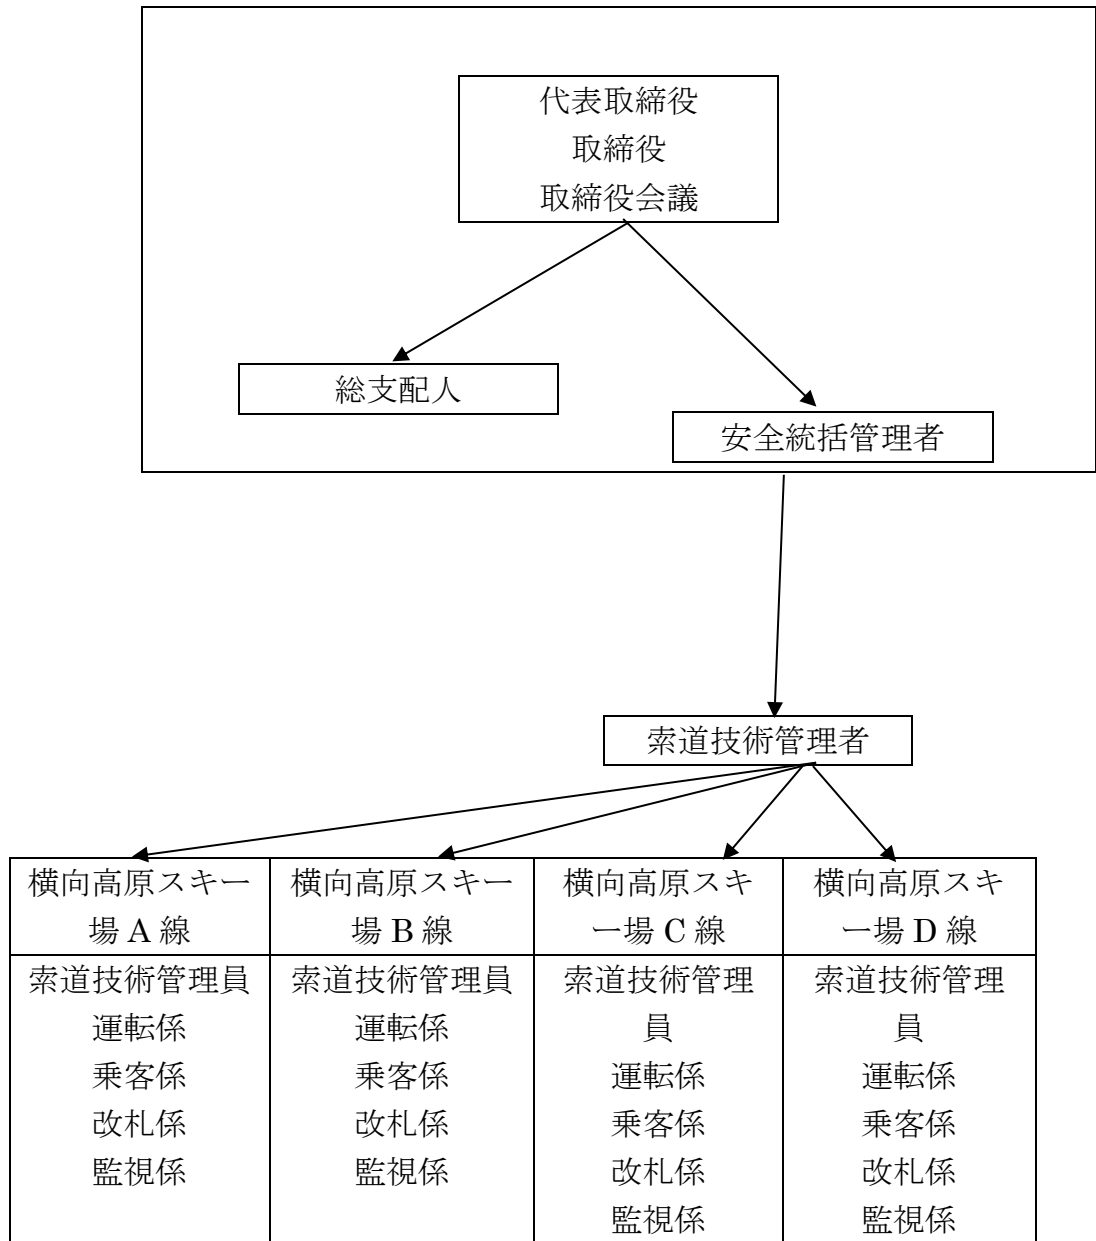 代表取締役
取締役
取締役会議
総支配人
安全統括管理者
索道技術管理者
横向高原スキー
場 A 線
横向高原スキー
場 B 線
横向高原スキ
ー場 C 線
横向高原スキ
ー場 D 線
索道技術管理員
運転係
乗客係
改札係
監視係
索道技術管理員
運転係
乗客係
改札係
監視係
索道技術管理
員
運転係
乗客係
改札係
監視係
索道技術管理
員
運転係
乗客係
改札係
監視係